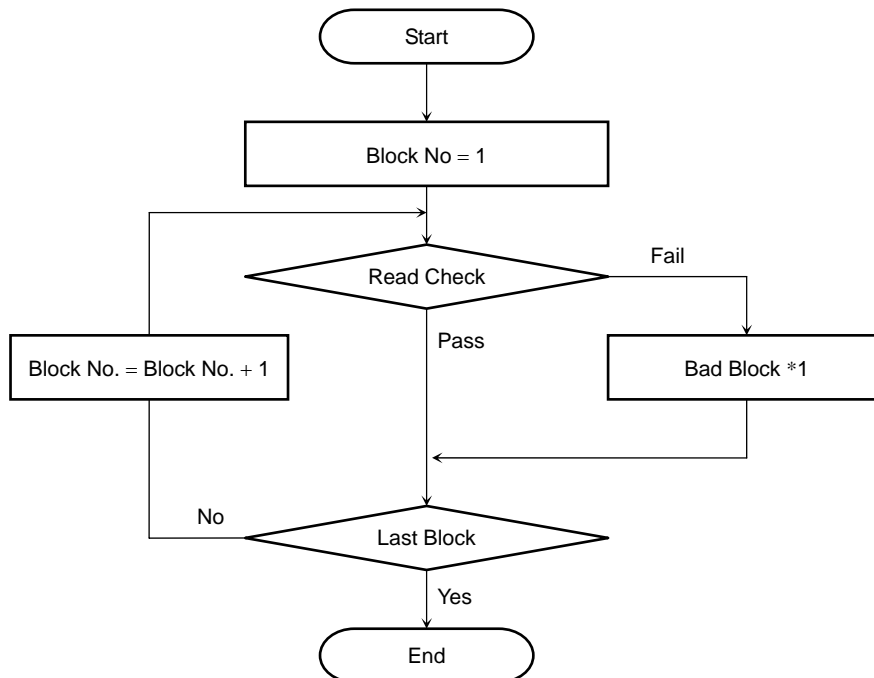 Start
Block No = 1
Read Check
Fail
Pass
Block No. = Block No. + 1
Bad Block *1
No
Last Block
Yes
End